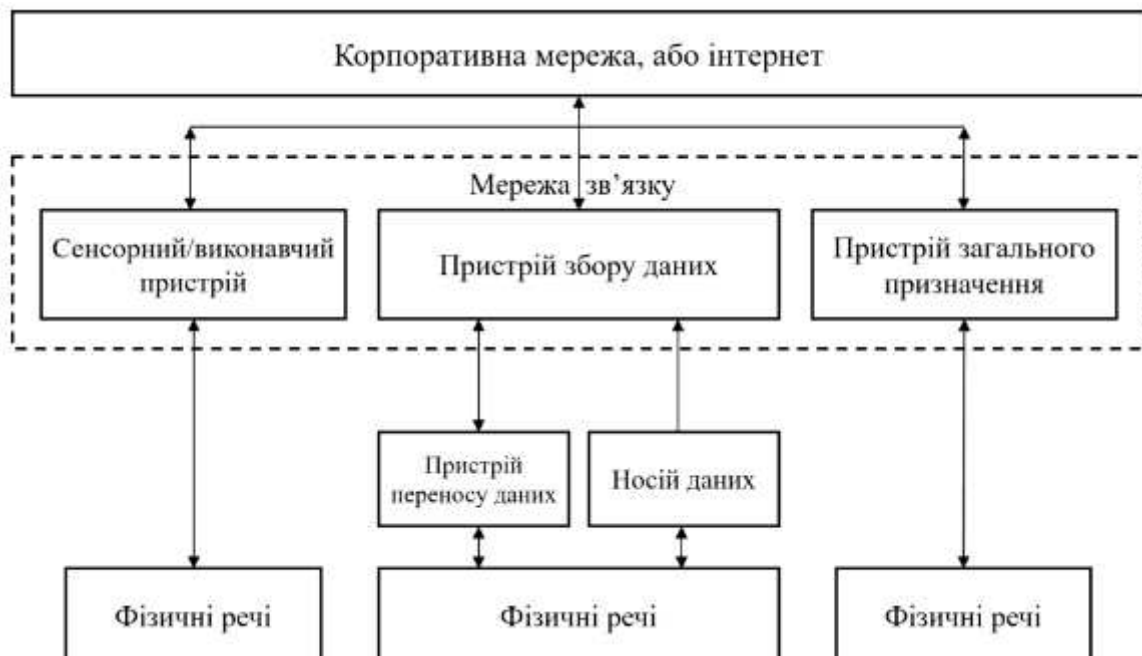 Корпоративна мережа, або інтернет
Мережа зв’язку
Сенсорний/виконавчий
пристрій
Пристрій збору даних
Пристрій загального
призначення
Пристрій
переносу даних
Носій даних
Фізичні речі
Фізичні речі
Фізичні речі